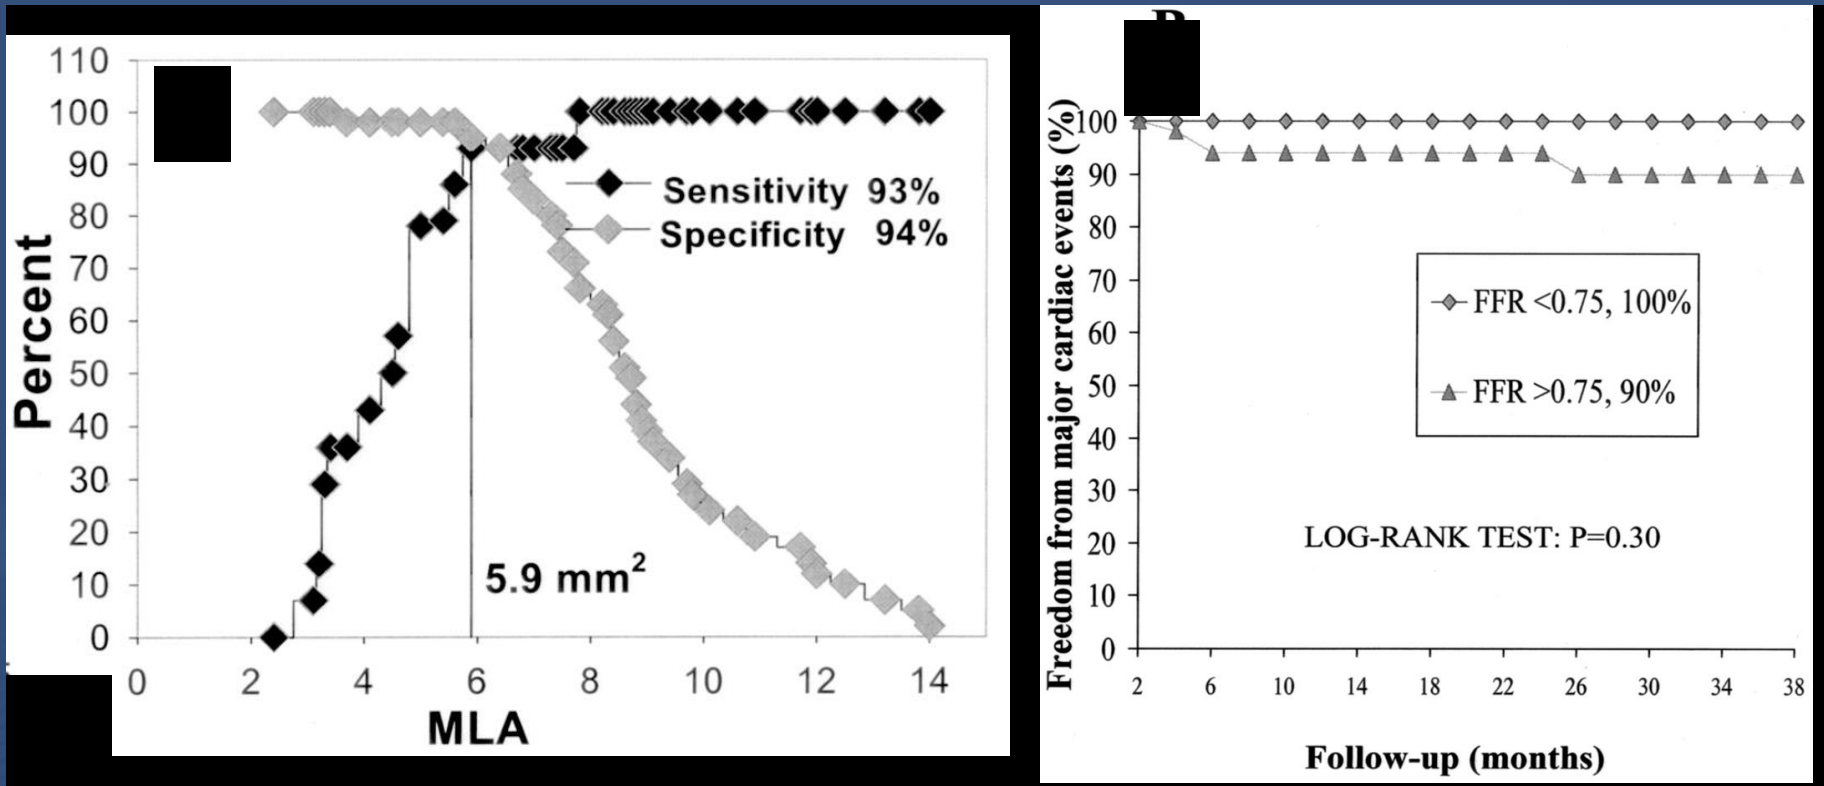 110
100
90
80
70
60
50
40
30
20
10
0
Percent
Sensitivity 93%
Specificity 94%
5.9 mm²
0 2 4 6 8 10 12 14
MLA
Freedom from major cardiac events (%)
100
90
80
70
60
50
40
30
20
10
0
FFR <0.75, 100%
FFR >0.75, 90%
LOG-RANK TEST: P=0.30
2 6 10 14 18 22 26 30 34 38
Follow-up (months)